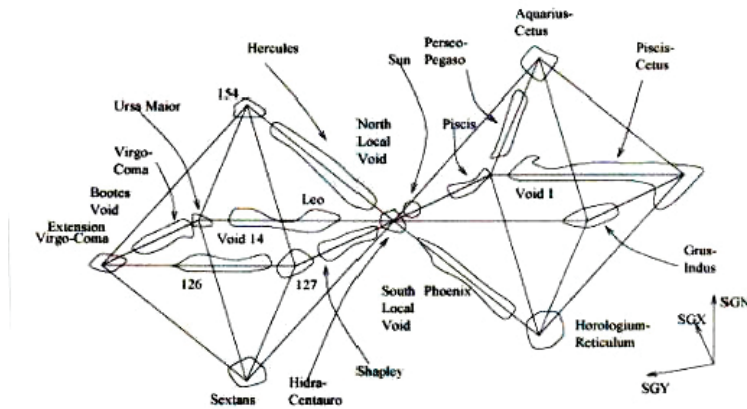 Aquarius-
Cetus
Perseo-
Pegaso
Piscis-
Cetus
Hercules
Sun
154
Ursa Maior
North
Local
Void
Piscis
Virgo-
Coma
Bootes
Void
Leo
Void 1
Extension
Virgo-Coma
Void 14
Grus-
Indus
126
127
South
Local
Void
Phoenix
SGN
SGX
Horologium-
Reticulum
Shapley
SGY
Hidra-
Centauro
Sextans